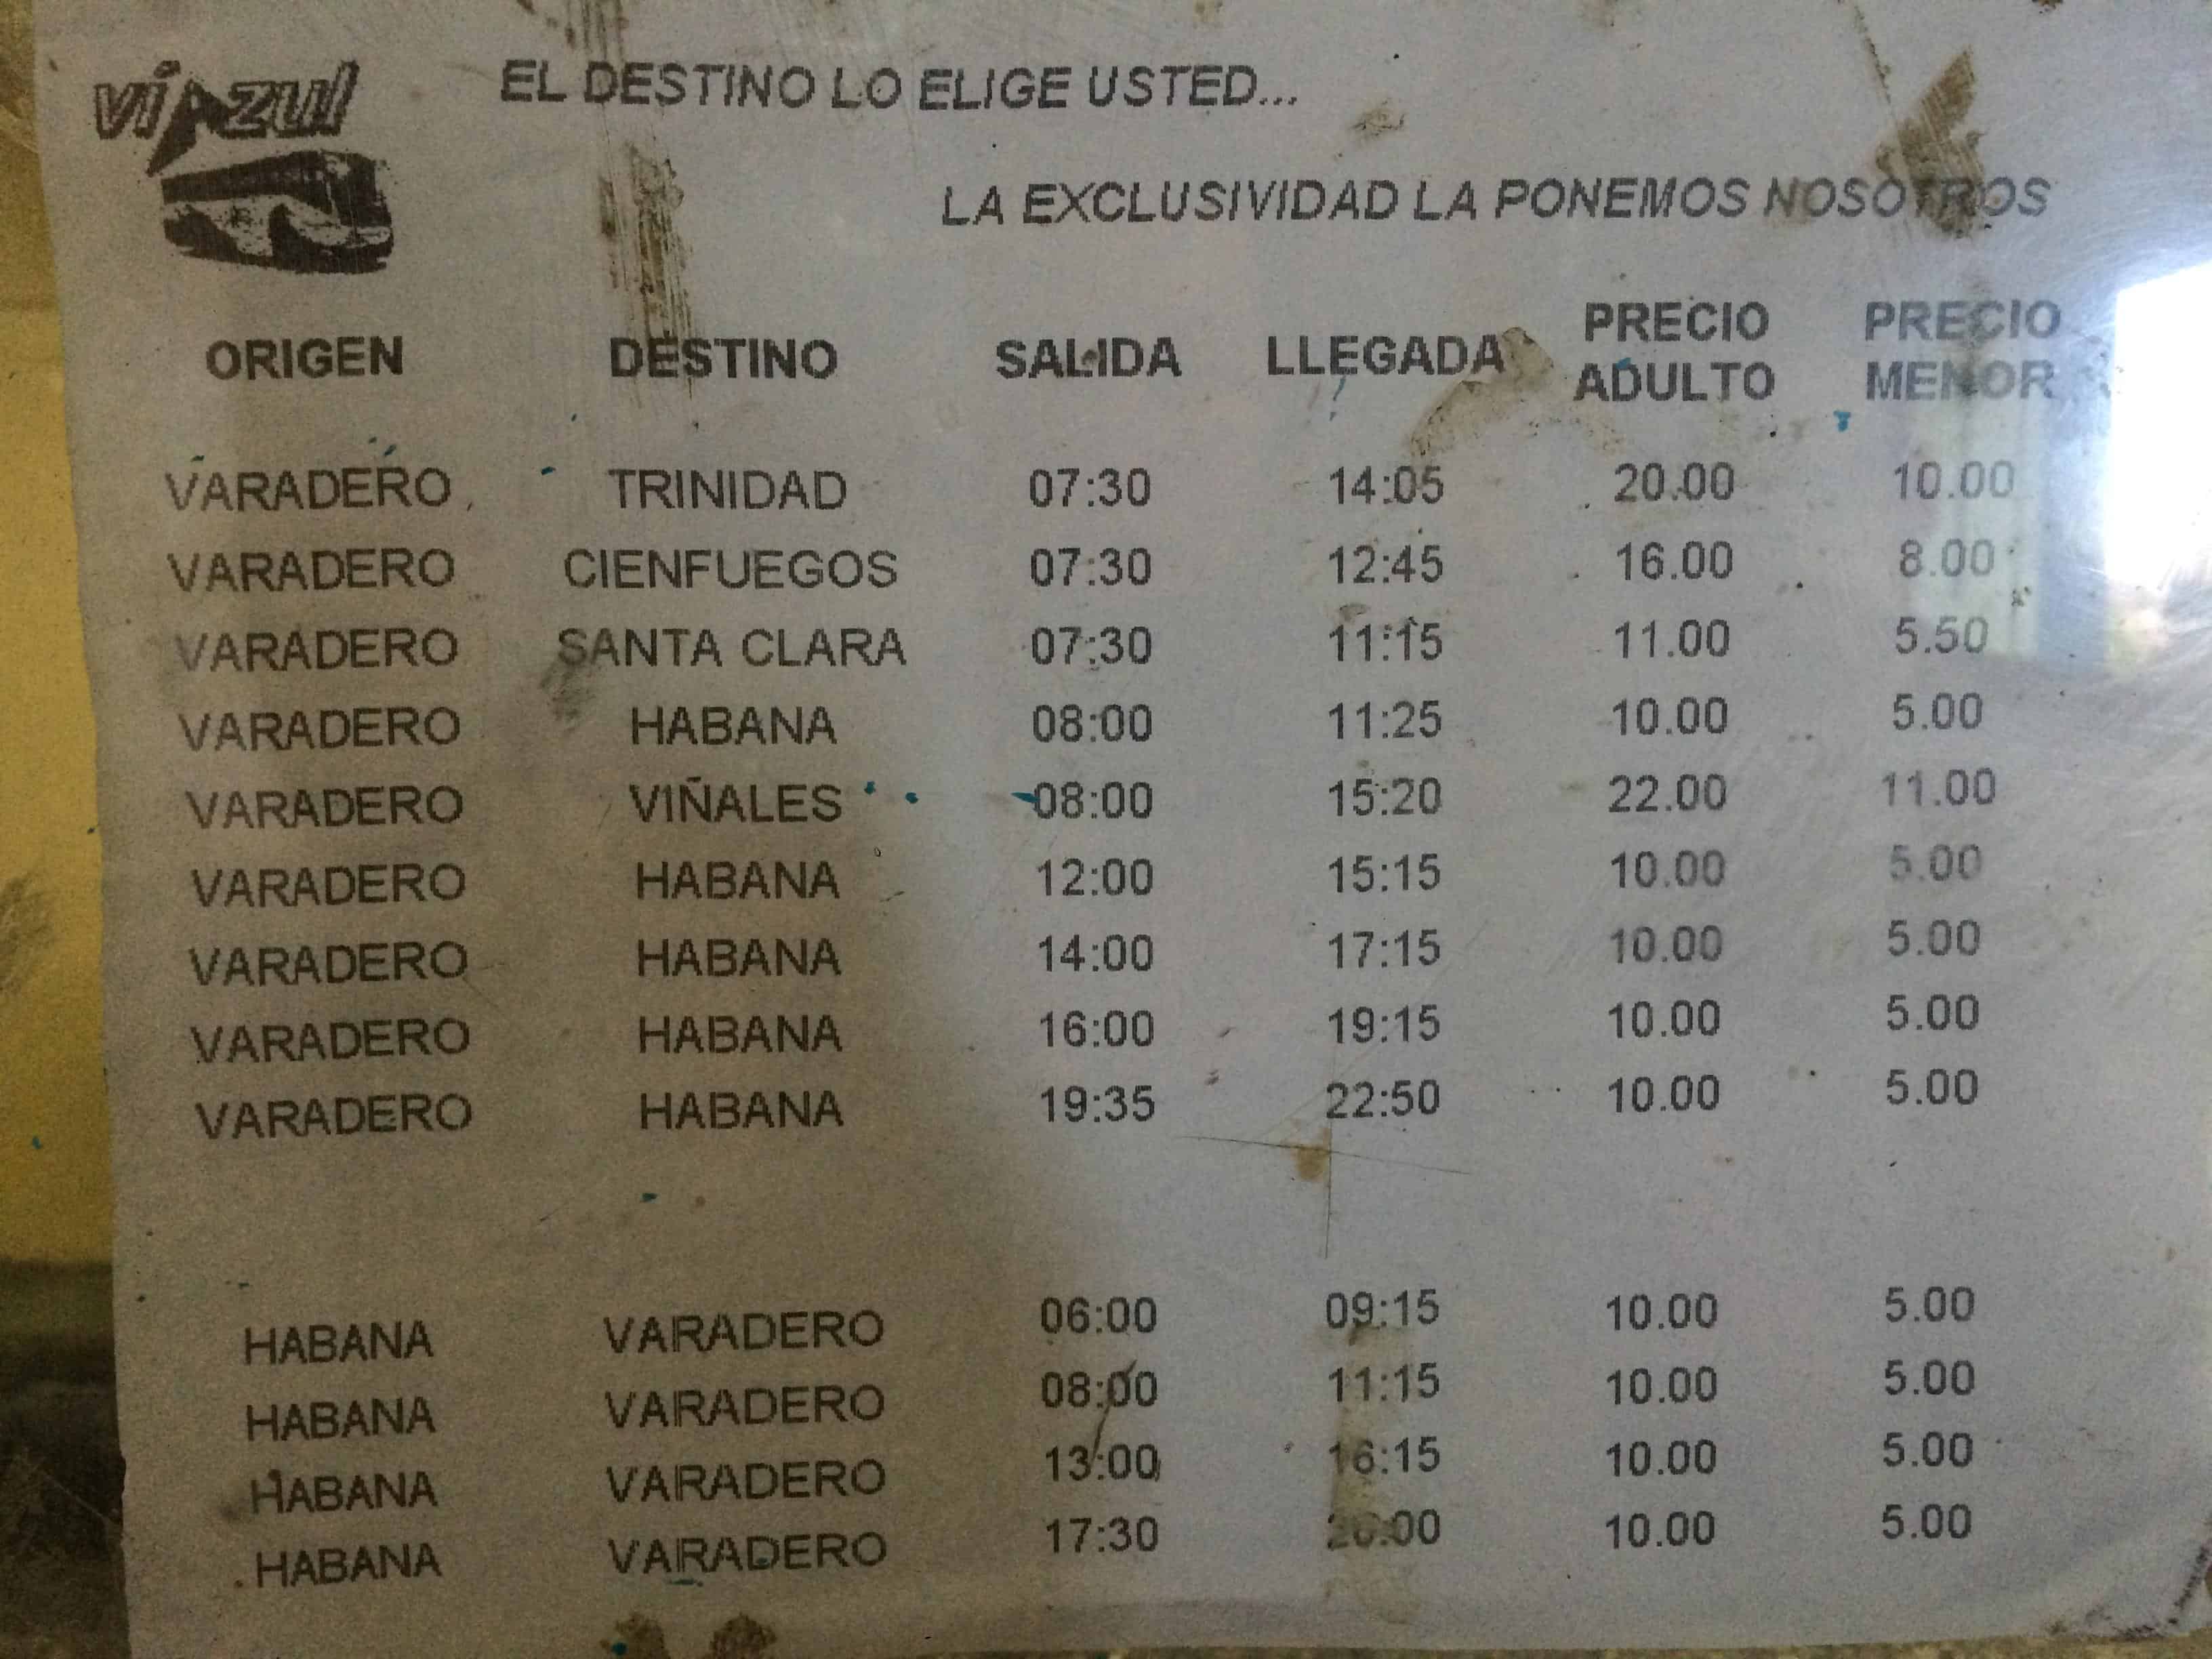 viazul
EL DESTINO LO ELIGE USTED...
LA EXCLUSIVIDAD LA PONEMOS NOSOTROS
ORIGEN DESTINO SALIDA LLEGADA PRECIO ADULTO PRECIO MENOR
VARADERO TRINIDAD 07:30 14:05 20.00 10.00
VARADERO CIENFUEGOS 07:30 12:45 16.00 8.00
VARADERO SANTA CLARA 07:30 11:15 11.00 5.50
VARADERO HABANA 08:00 11:25 10.00 5.00
VARADERO VIÑALES 08:00 15:20 22.00 11.00
VARADERO HABANA 12:00 15:15 10.00 5.00
VARADERO HABANA 14:00 17:15 10.00 5.00
VARADERO HABANA 16:00 19:15 10.00 5.00
VARADERO HABANA 19:35 22:50 10.00 5.00
HABANA VARADERO 06:00 09:15 10.00 5.00
HABANA VARADERO 08:00 11:15 10.00 5.00
HABANA VARADERO 13:00 16:15 10.00 5.00
HABANA VARADERO 17:30 10.00 5.00